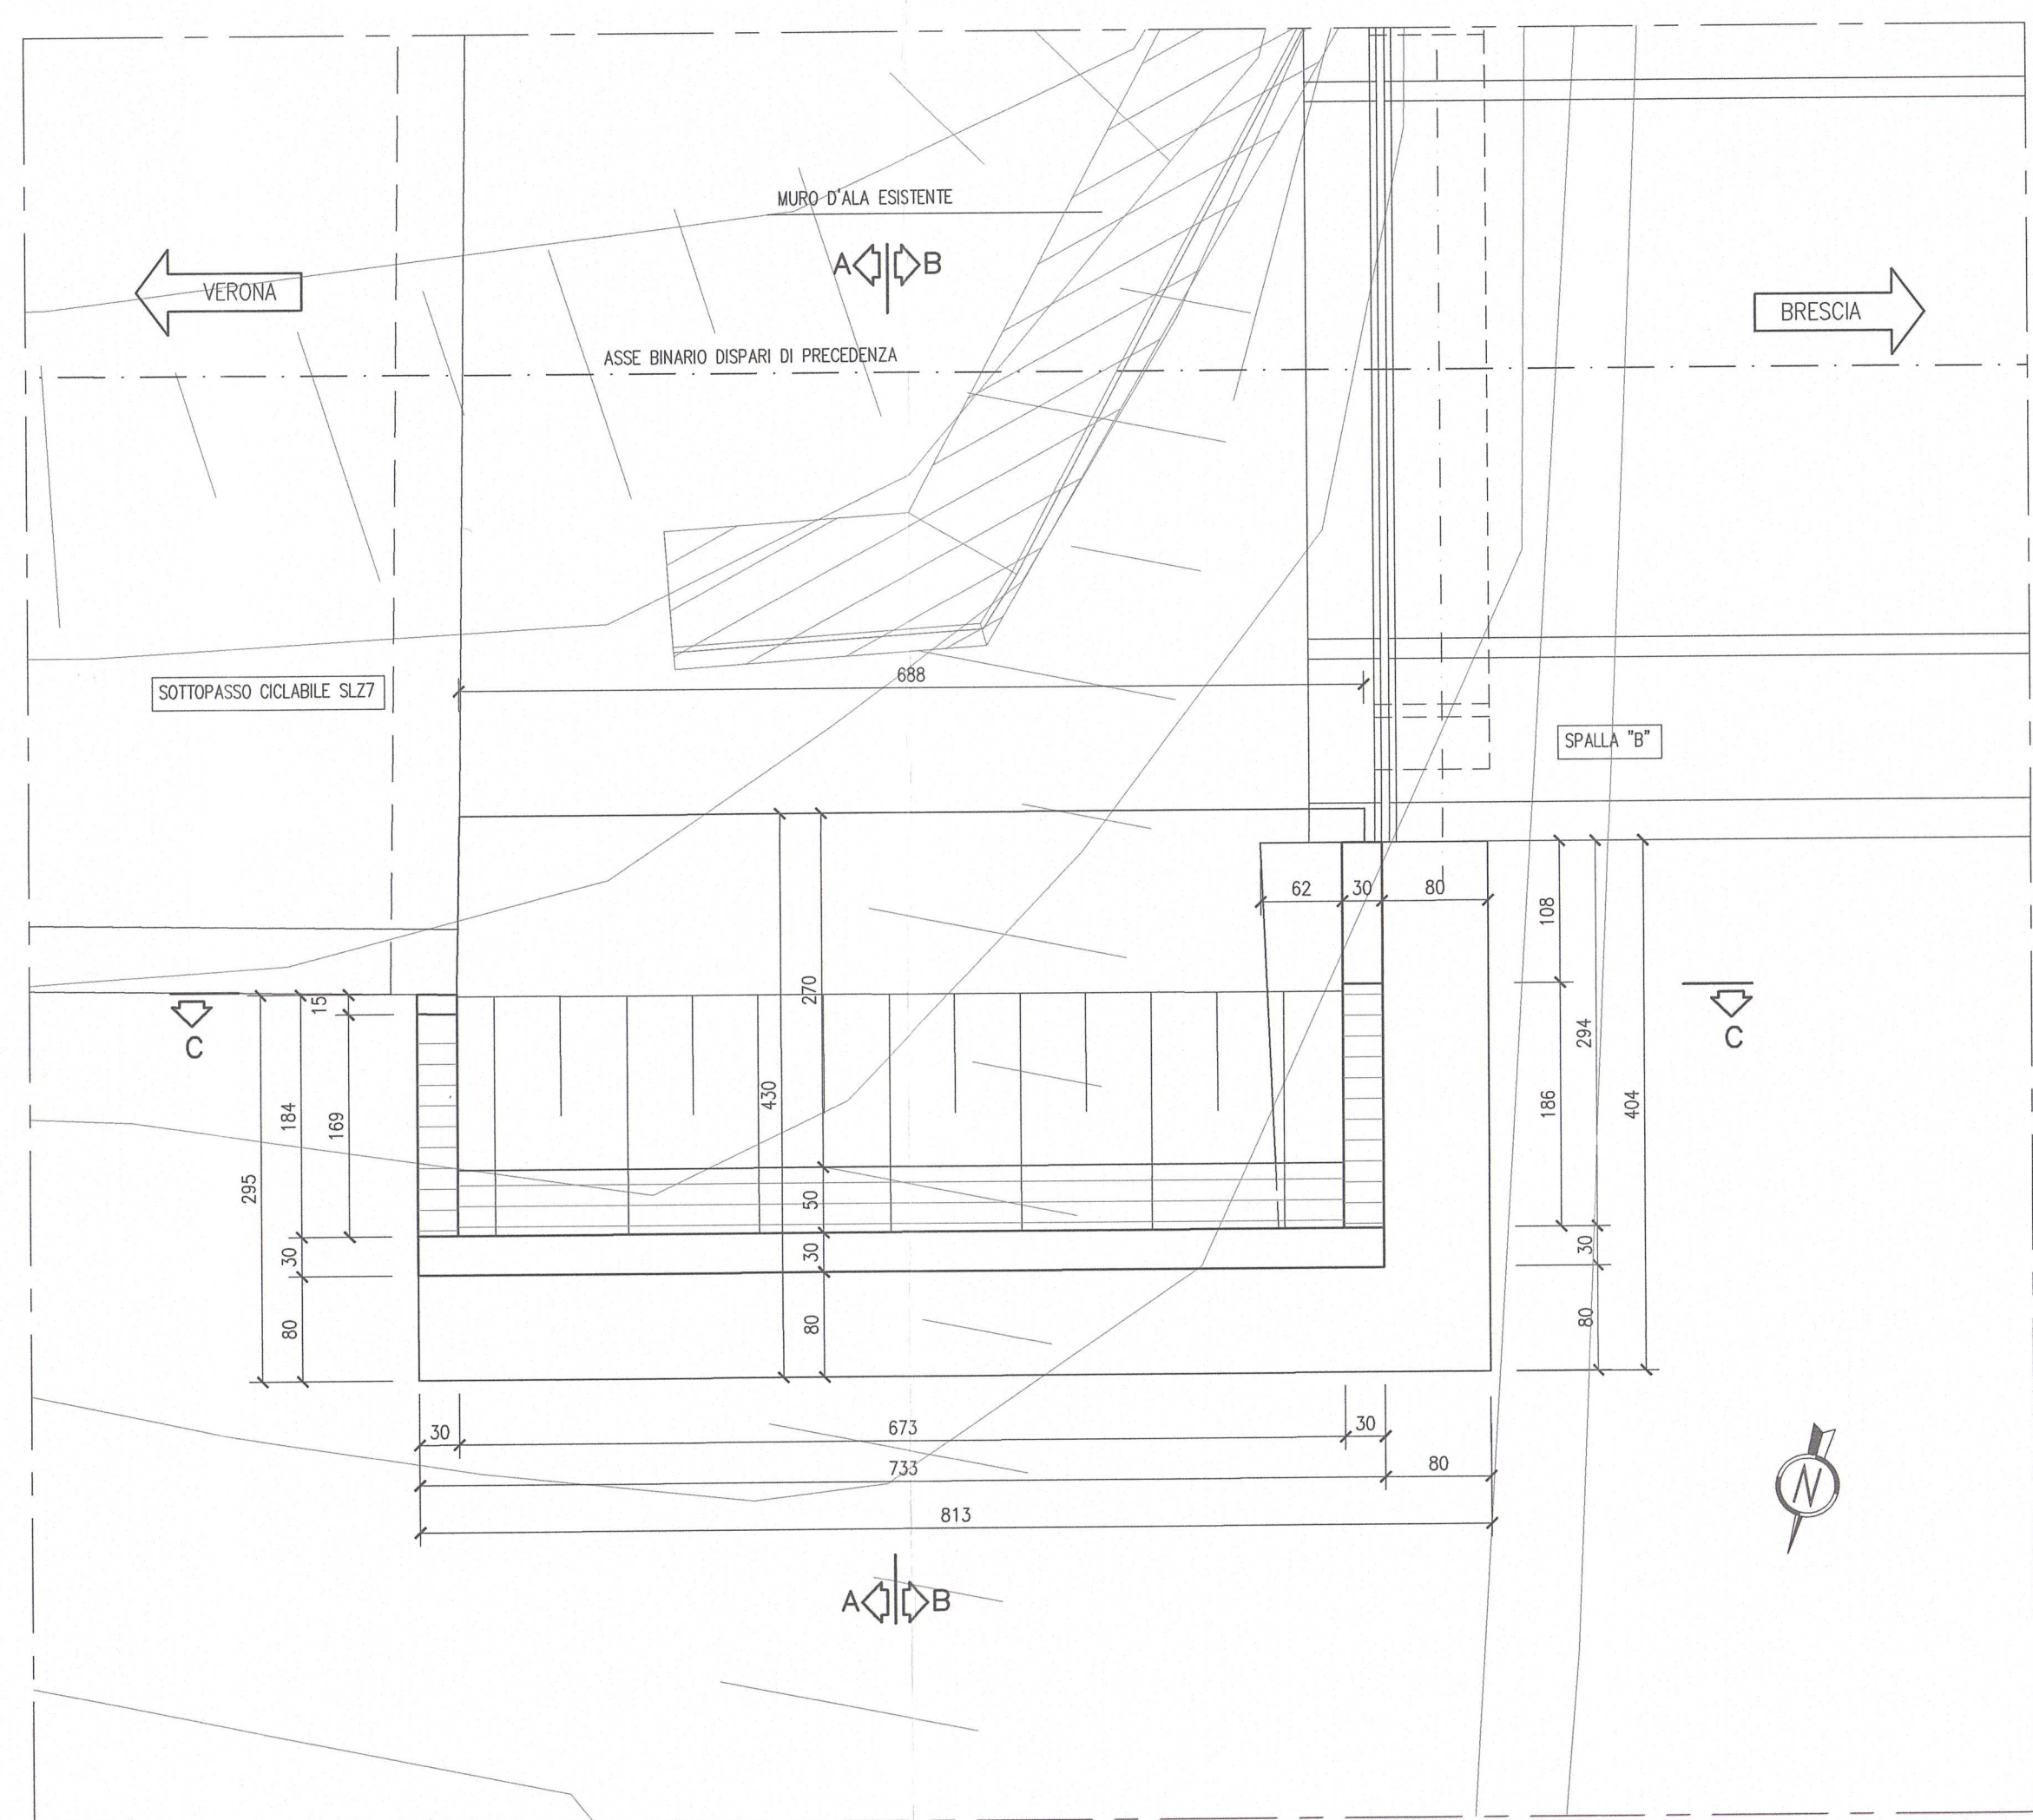 MURO D'ALA ESISTENTE
A B
VERONA
BRESCIA
ASSE BINARIO DISPARI DI PRECEDENZA
688
SOTTOPASSO CICLABILE SLZ7
SPALLA "B"
62 30 80
108
270
15
C
C
294
430
184
169
186
404
295
50
30
30
30
80
80
80
30 673 30
733 80
813
N
A B